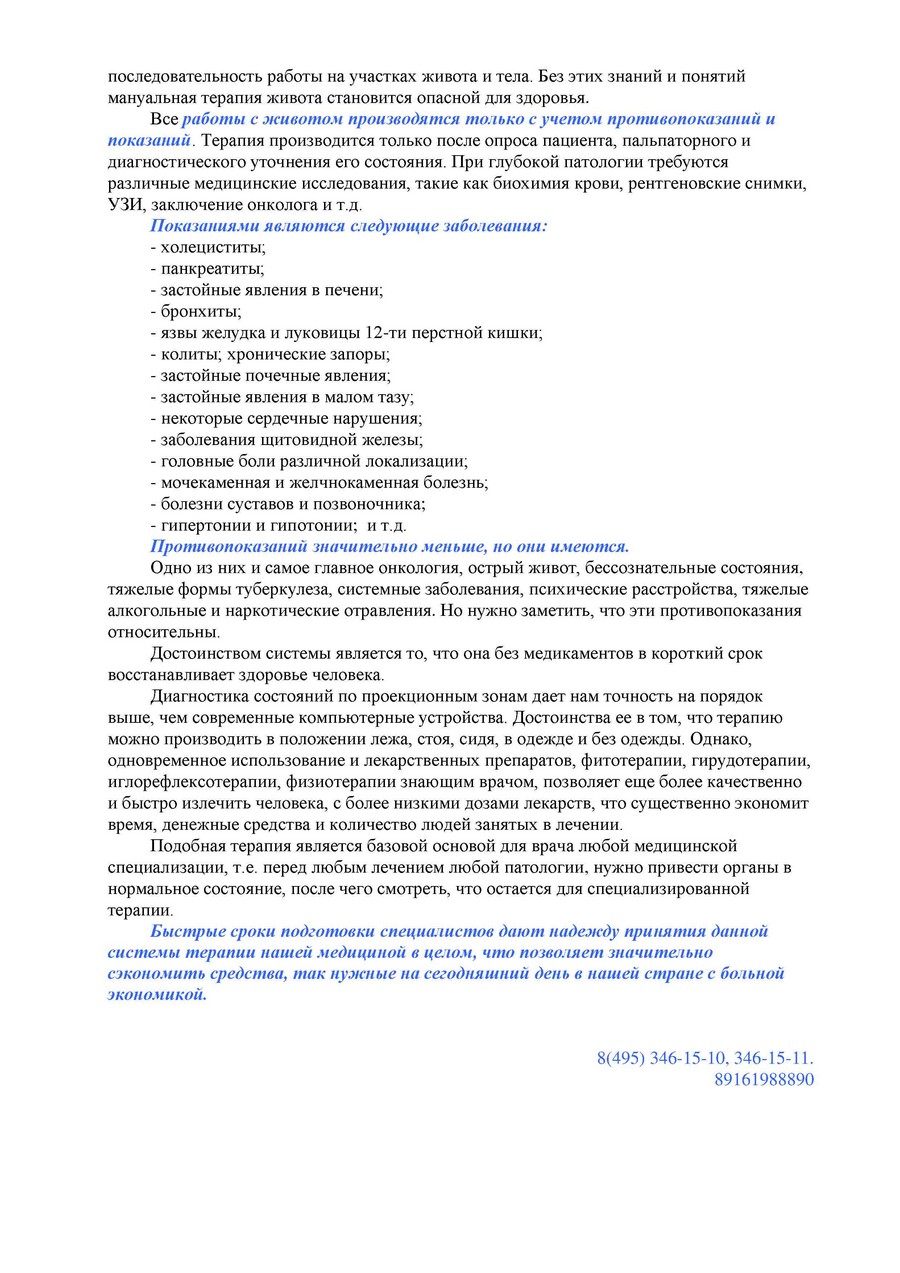 последовательность работы на участках живота и тела. Без этих знаний и понятий
мануальная терапия живота становится опасной для здоровья.
Все работы с животом производятся только с учетом противопоказаний и
показаний. Терапия производится только после опроса пациента, пальпаторного и
диагностического уточнения его состояния. При глубокой патологии требуются
различные медицинские исследования, такие как биохимия крови, рентгеновские снимки,
УЗИ, заключение онколога и т.д.
Показаниями являются следующие заболевания:
- холециститы;
- панкреатиты;
- застойные явления в печени;
- бронхиты;
- язвы желудка и луковицы 12-ти перстной кишки;
- колиты; хронические запоры;
- застойные почечные явления;
- застойные явления в малом тазу;
- некоторые сердечные нарушения;
- заболевания щитовидной железы;
- головные боли различной локализации;
- мочекаменная и желчнокаменная болезнь;
- болезни суставов и позвоночника;
- гипертонии и гипотонии; и т.д.
Противопоказаний значительно меньше, но они имеются.
Одно из них и самое главное онкология, острый живот, бессознательные состояния,
тяжелые формы туберкулеза, системные заболевания, психические расстройства, тяжелые
алкогольные и наркотические отравления. Но нужно заметить, что эти противопоказания
относительны.
Достоинством системы является то, что она без медикаментов в короткий срок
восстанавливает здоровье человека.
Диагностика состояний по проекционным зонам дает нам точность на порядок
выше, чем современные компьютерные устройства. Достоинства ее в том, что терапию
можно производить в положении лежа, стоя, сидя, в одежде и без одежды. Однако,
одновременное использование и лекарственных препаратов, фитотерапии, гирудотерапии,
иглорефлексотерапии, физиотерапии знающим врачом, позволяет еще более качественно
и быстро излечить человека, с более низкими дозами лекарств, что существенно экономит
время, денежные средства и количество людей занятых в лечении.
Подобная терапия является базовой основой для врача любой медицинской
специализации, т.е. перед любым лечением любой патологии, нужно привести органы в
нормальное состояние, после чего смотреть, что остается для специализированной
терапии.
Быстрые сроки подготовки специалистов дают надежду принятия данной
системы терапии нашей медициной в целом, что позволяет значительно
сэкономить средства, так нужные на сегодняшний день в нашей стране с больной
экономикой.
8(495) 346-15-10, 346-15-11.
89161988890